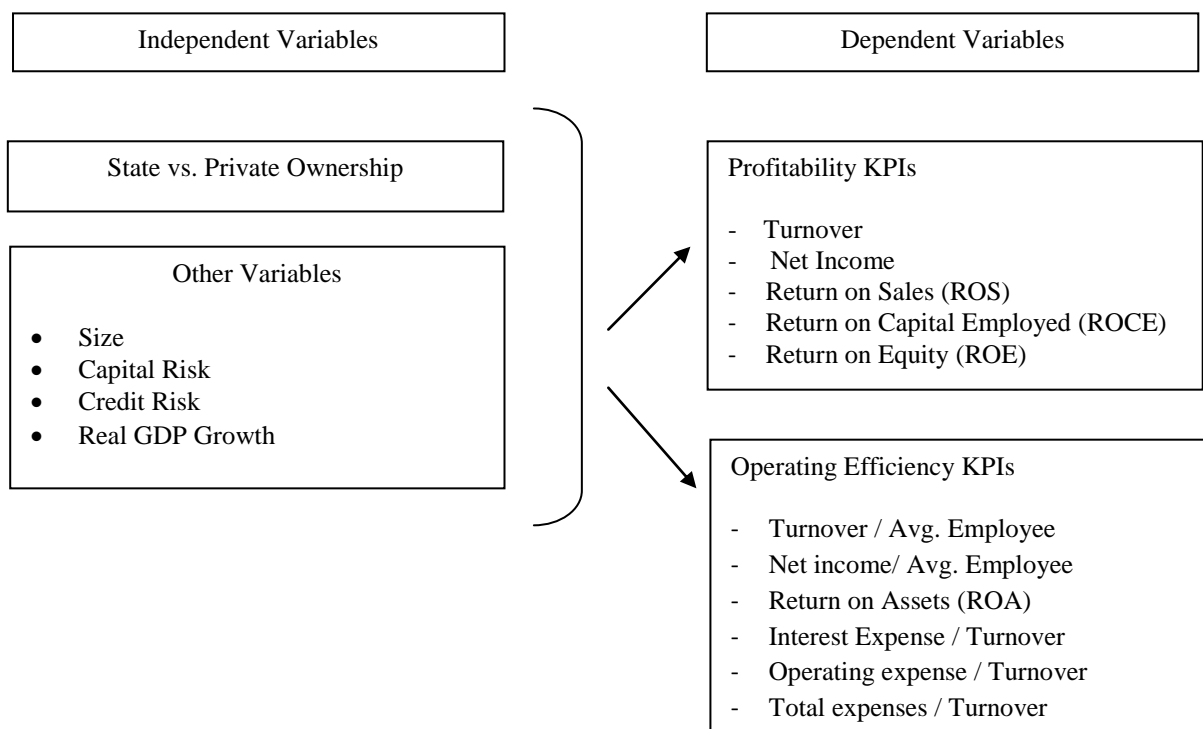 Independent Variables
Dependent Variables
State vs. Private Ownership
Other Variables
• Size
• Capital Risk
• Credit Risk
• Real GDP Growth
Profitability KPIs
- Turnover
- Net Income
- Return on Sales (ROS)
- Return on Capital Employed (ROCE)
- Return on Equity (ROE)
Operating Efficiency KPIs
- Turnover / Avg. Employee
- Net income/ Avg. Employee
- Return on Assets (ROA)
- Interest Expense / Turnover
- Operating expense / Turnover
- Total expenses / Turnover